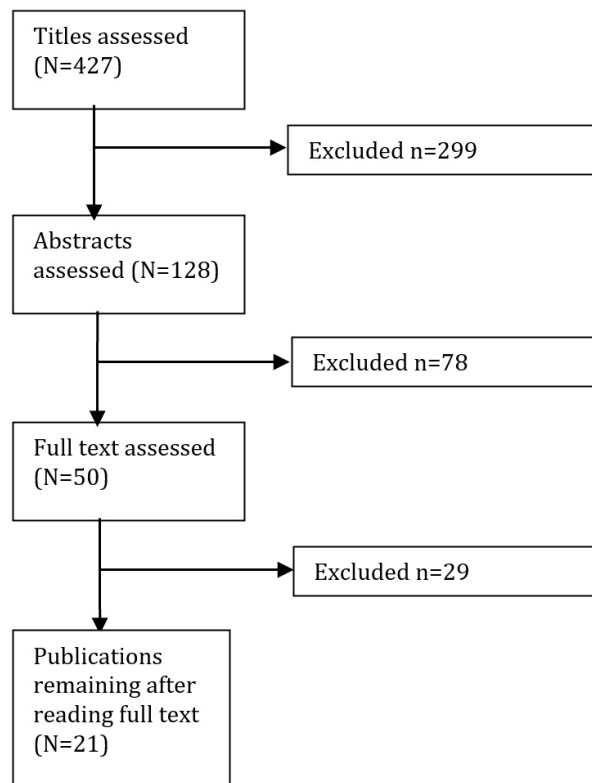 Titles assessed
(N=427)
Excluded n=299
Abstracts
assessed (N=128)
Excluded n=78
Full text assessed
(N=50)
Excluded n=29
Publications
remaining after
reading full text
(N=21)